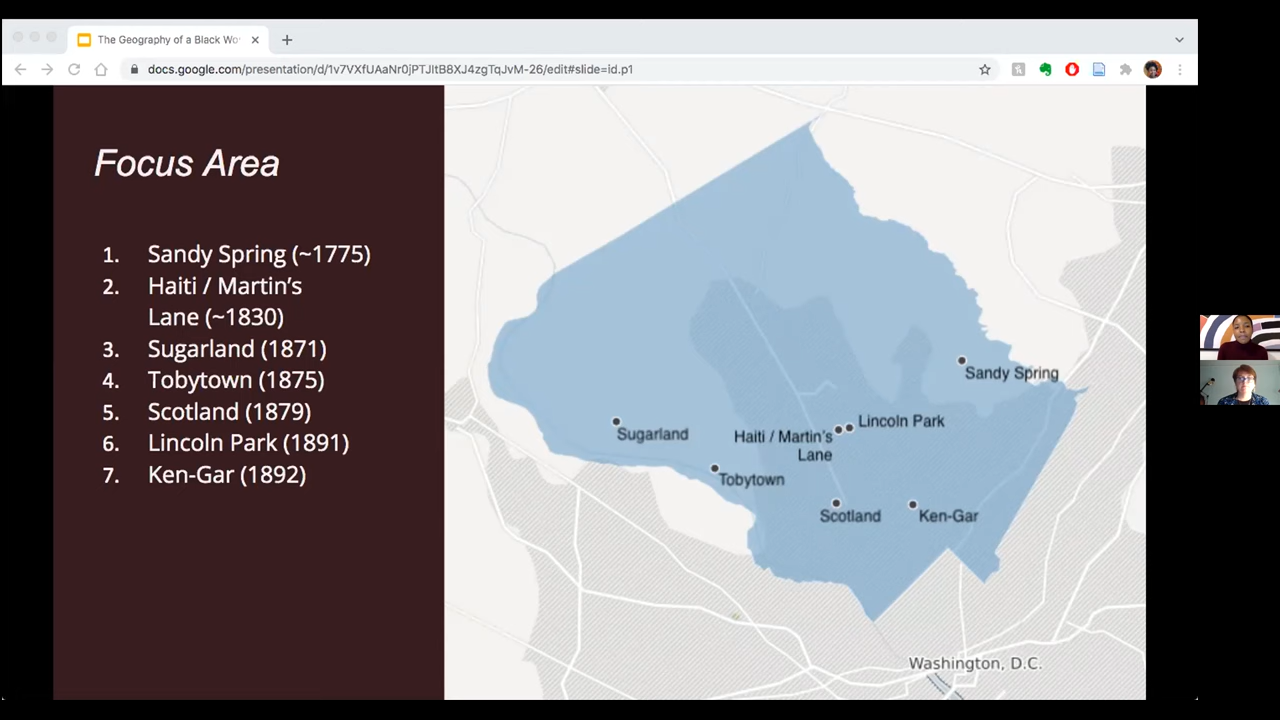 The Geography of a Black Wo
docs.google.com/presentation/d/1v7VXfUAaNr0jPTJItB8XJ4zgTqJvM-26/edit#slide=id.p1
Focus Area
1. Sandy Spring (~1775)
2. Haiti / Martin's
Lane (~1830)
3. Sugarland (1871)
4. Tobytown (1875)
5. Scotland (1879)
6. Lincoln Park (1891)
7. Ken-Gar (1892)
Sandy Spring
Lincoln Park
Sugarland
Haiti / Martin's
Lane
Tobytown
Scotland
Ken-Gar
Washington, D.C.